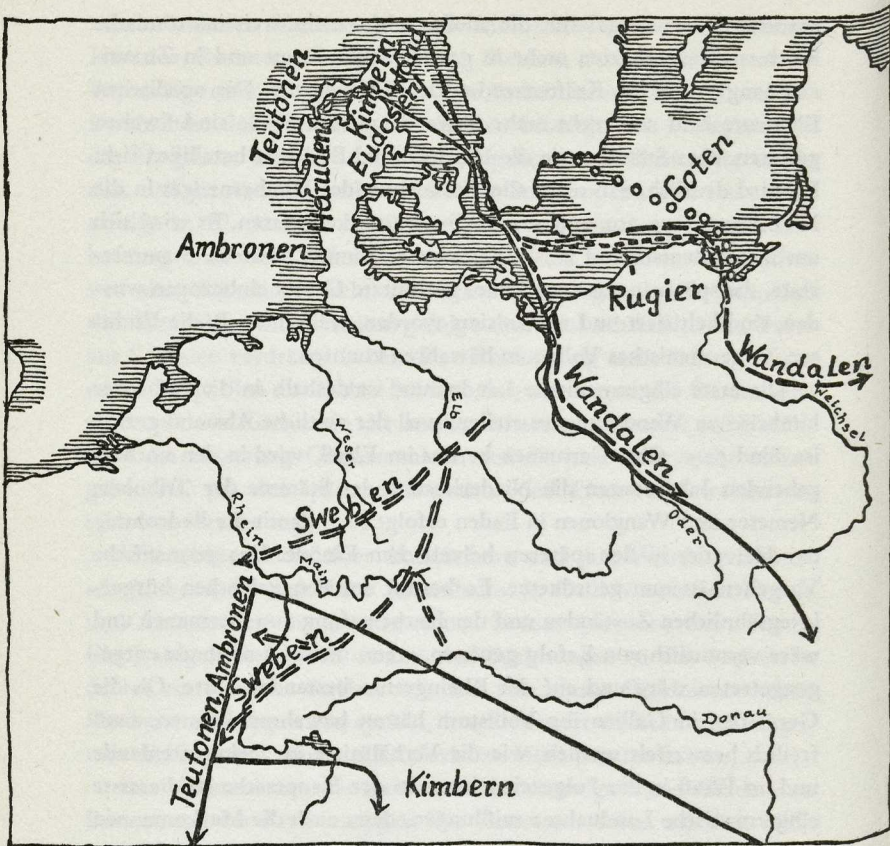 Teutonen
Kimbern
Eudosen
Haruden
Ambronen
Goten
Rugier
Wandalen
Weichsel
Wandalen
Oder
Elbe
Weser
Rhein
Sweben
Main
Sweben
Teutonen, Ambronen
Donau
Kimbern